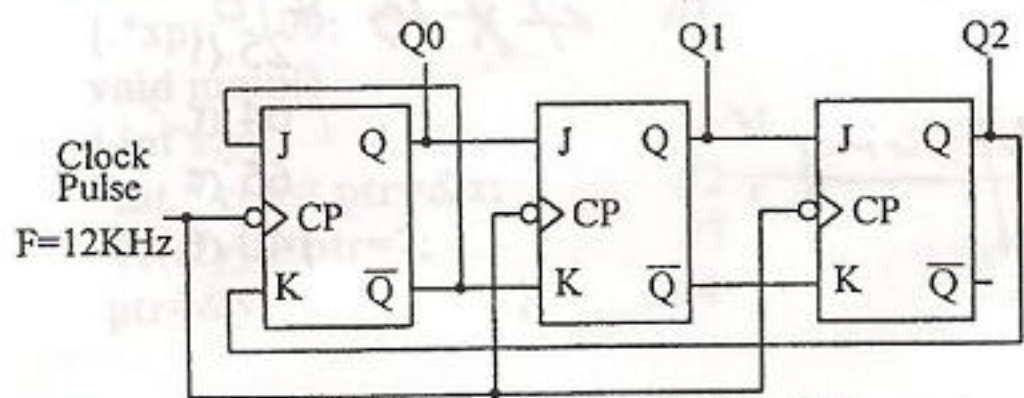 Q0 Q1 Q2
J Q J Q J Q
Clock
Pulse
CP CP CP
F=12KHz
K Q̅ K Q̅ K Q̅